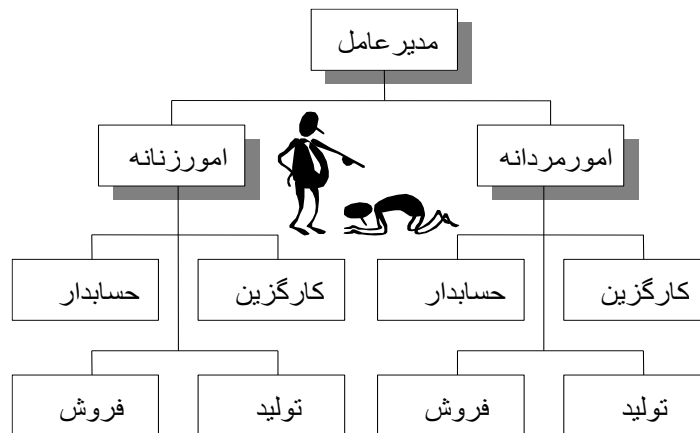 مدیرعامل
امورمردانه
امورزنانه
کارگزین
حسابدار
کارگزین
حسابدار
تولید
فروش
تولید
فروش